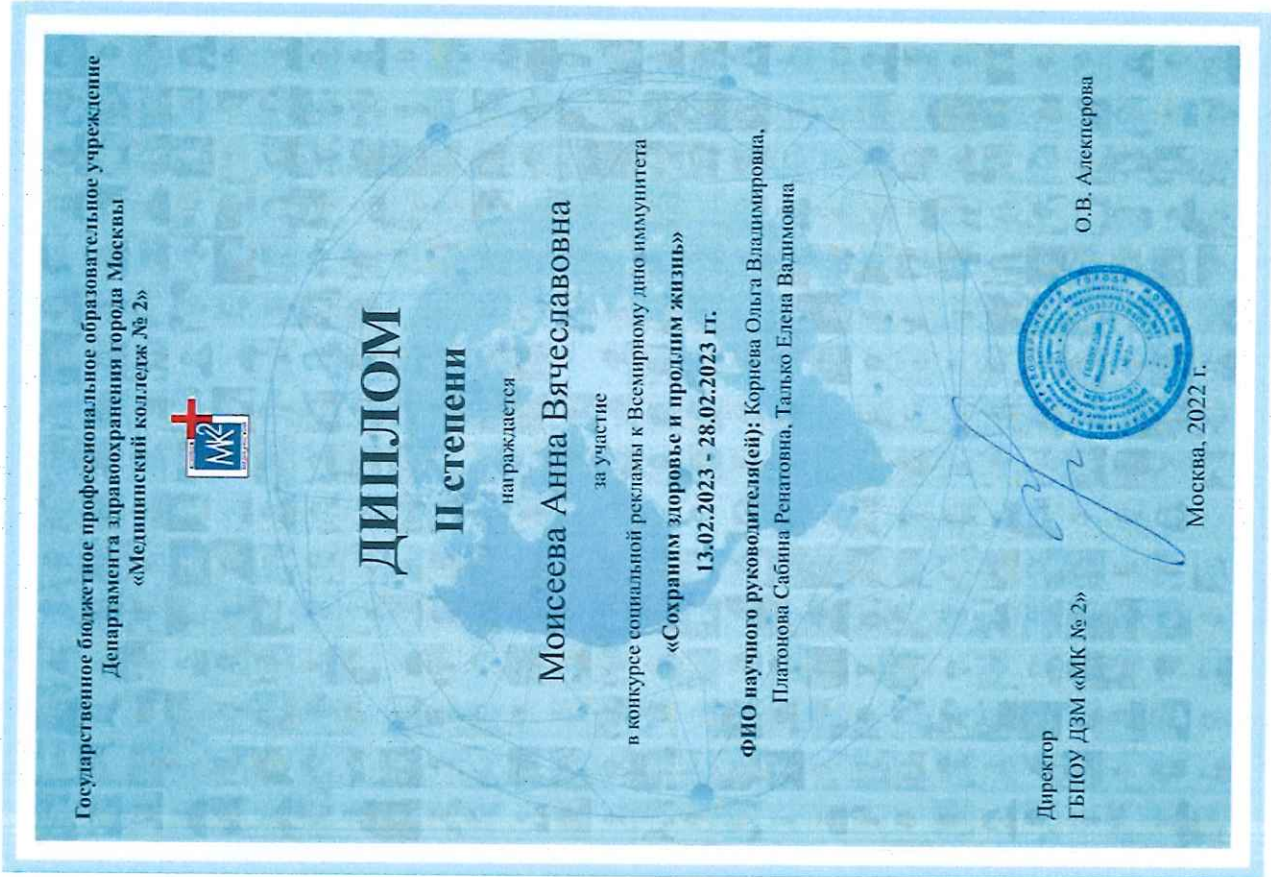 Государственное бюджетное профессиональное образовательное учреждение
Департамента здравоохранения города Москвы
«Медицинский колледж № 2»
МК2
ДИПЛОМ
II степени
награждается
Моисеева Анна Вячеславовна
за участие
в конкурсе социальной рекламы к Всемирному дню иммунитета
«Сохраним здоровье и продлим жизнь»
13.02.2023 - 28.02.2023 гг.
ФИО научного руководителя(ей): Корнева Ольга Владимировна,
Платонова Сабина Ренатовна, Талько Елена Вадимовна
Директор
ГБПОУ ДЗМ «МК № 2»
О.В. Алекперова
Москва, 2022 г.